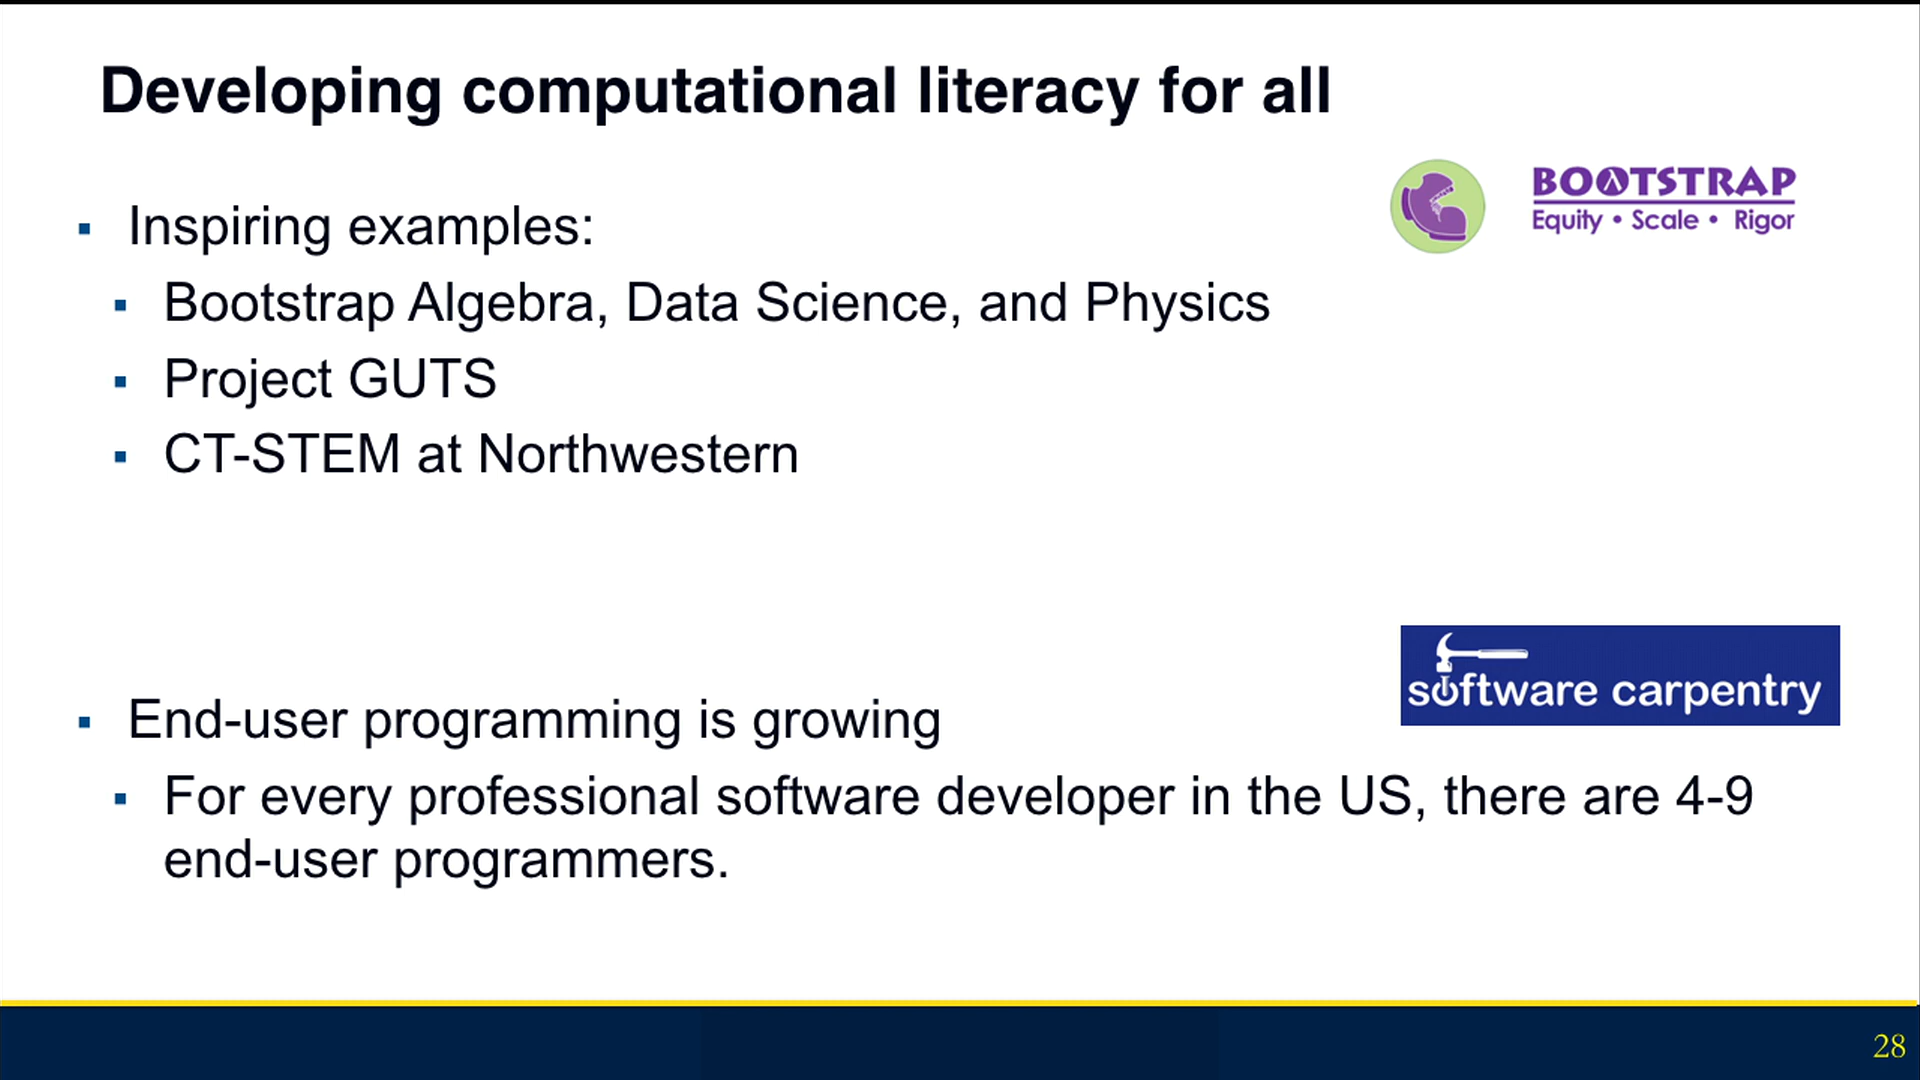 Developing computational literacy for all
BOOTSTRAP
Equity • Scale • Rigor
▪ Inspiring examples:
▪ Bootstrap Algebra, Data Science, and Physics
▪ Project GUTS
▪ CT-STEM at Northwestern
software carpentry
▪ End-user programming is growing
▪ For every professional software developer in the US, there are 4-9
end-user programmers.
28